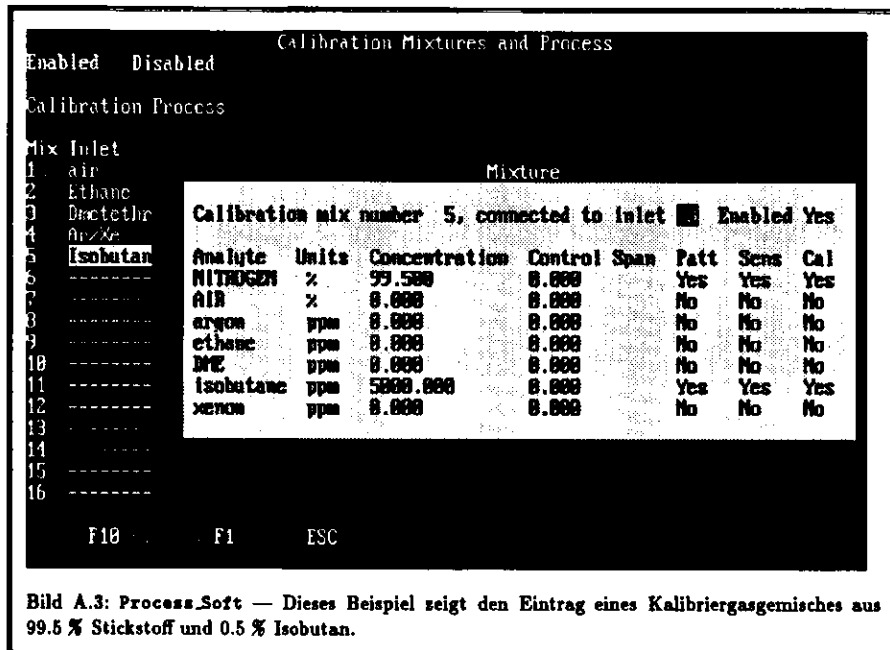 Calibration Mixtures and Process
Enabled Disabled
Calibration Process
Mix Inlet
1 air
2 Ethane
3 Dmctethr
4 Ar/Xe
5 Isobutan
6 --------
7 --------
8 --------
9 --------
10 --------
11 --------
12 --------
13 --------
14 --------
15 --------
16 --------
Mixture
Calibration mix number 5, connected to inlet Enabled Yes
Analyte Units Concentration Control Span Patt Sens Cal
NITROGEN % 99.500 0.000 Yes Yes Yes
AIR % 0.000 0.000 No No No
argon ppm 0.000 0.000 No No No
ethane ppm 0.000 0.000 No No No
DME ppm 0.000 0.000 No No No
isobutane ppm 5000.000 0.000 Yes Yes Yes
xenon ppm 0.000 0.000 No No No
F10 F1 ESC
Bild A.3: Process_Soft — Dieses Beispiel zeigt den Eintrag eines Kalibriergasgemisches aus
99.5 % Stickstoff und 0.5 % Isobutan.